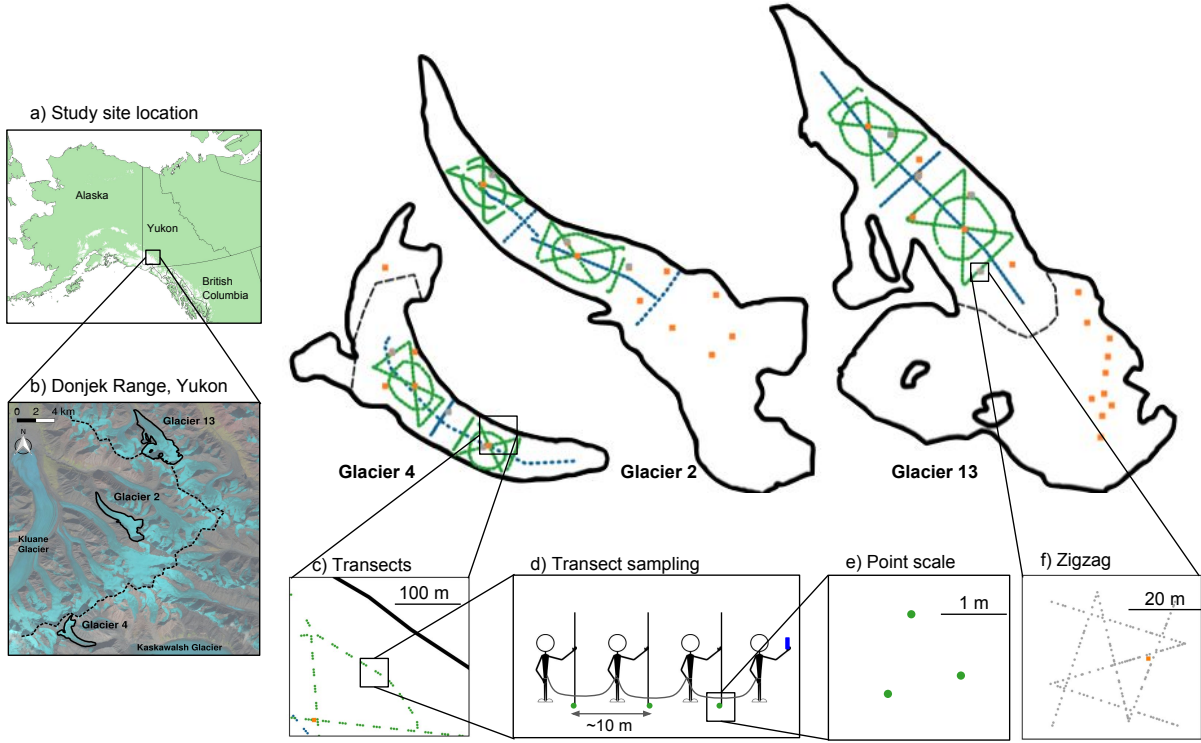 a) Study site location
Alaska
Yukon
British
Columbia
b) Donjek Range, Yukon
0 2 4 km
N
Glacier 13
Glacier 2
Kluane
Glacier
Glacier 4
Kaskawalsh Glacier
Glacier 4
Glacier 2
Glacier 13
c) Transects
100 m
d) Transect sampling
~10 m
e) Point scale
1 m
f) Zigzag
20 m